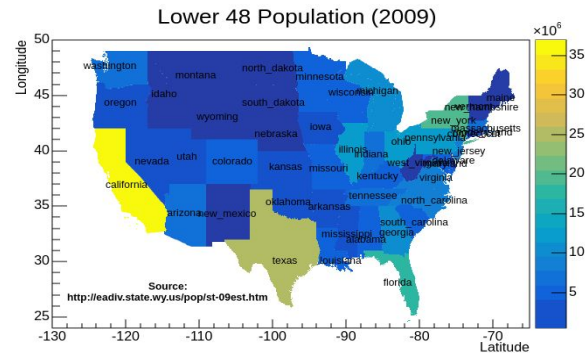 Lower 48 Population (2009)
×10⁶
Longitude
50
45
40
35
30
25
35
30
25
20
15
10
5
washington
montana
north_dakota
minnesota
oregon
idaho
wyoming
south_dakota
wisconsin
michigan
maine
new_york
massachusetts
nebraska
iowa
pennsylvania
ohio
new_jersey
nevada
utah
colorado
kansas
missouri
illinois
indiana
kentucky
virginia
california
arizona
new_mexico
oklahoma
arkansas
tennessee
north_carolina
south_carolina
mississippi
alabama
georgia
texas
louisiana
florida
Source:
http://eadiv.state.wy.us/pop/st-09est.htm
-130
-120
-110
-100
-90
-80
-70
Latitude